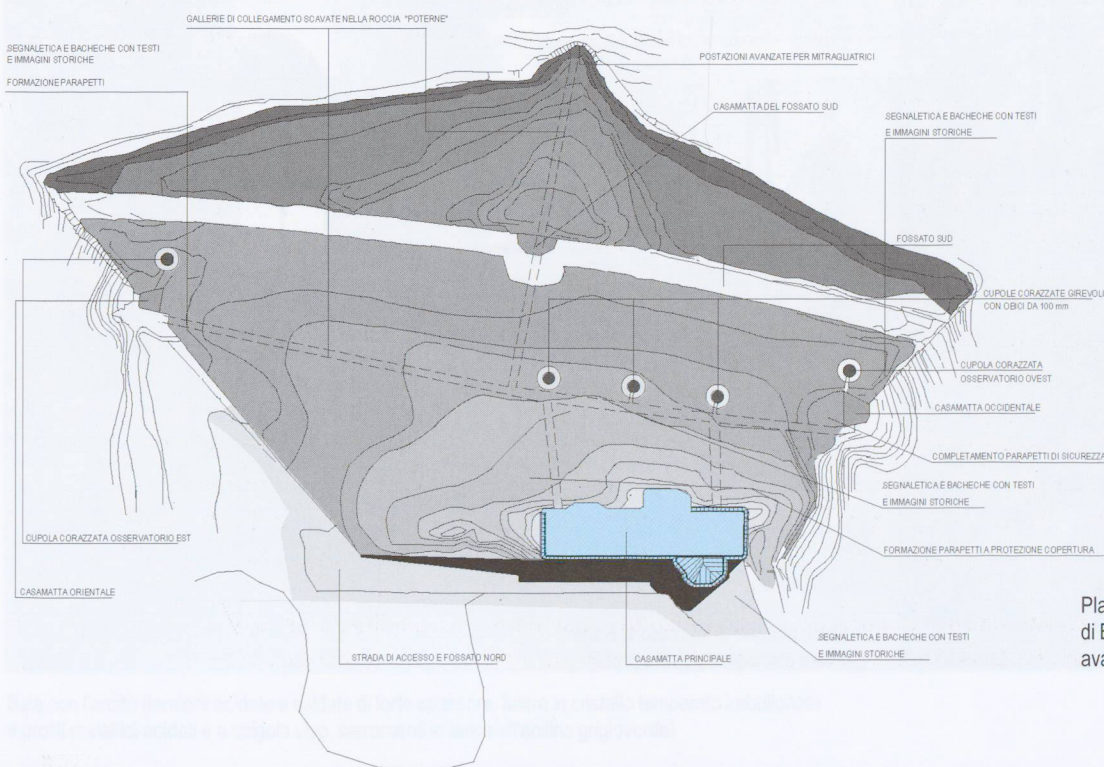 GALLERIE DI COLLEGAMENTO SCAVATE NELLA ROCCIA "POTERNE"
SEGNALETICA E BACHECHE CON TESTI
E IMMAGINI STORICHE
FORMAZIONE PARAPETTI
POSTAZIONI AVANZATE PER MITRAGLIATRICI
CASAMATTA DEL FOSSATO SUD
SEGNALETICA E BACHECHE CON TESTI
E IMMAGINI STORICHE
FOSSATO SUD
CUPOLE CORAZZATE GIREVOLI
CON OBICI DA 100 mm
CUPOLA CORAZZATA
OSSERVATORIO OVEST
CASAMATTA OCCIDENTALE
COMPLETAMENTO PARAPETTI DI SICUREZZA
SEGNALETICA E BACHECHE CON TESTI
E IMMAGINI STORICHE
CUPOLA CORAZZATA OSSERVATORIO EST
FORMAZIONE PARAPETTI A PROTEZIONE COPERTURA
CASAMATTA ORIENTALE
Pla
di
ava
SEGNALETICA E BACHECHE CON TESTI
E IMMAGINI STORICHE
STRADA DI ACCESSO E FOSSATO NORD
CASAMATTA PRINCIPALE